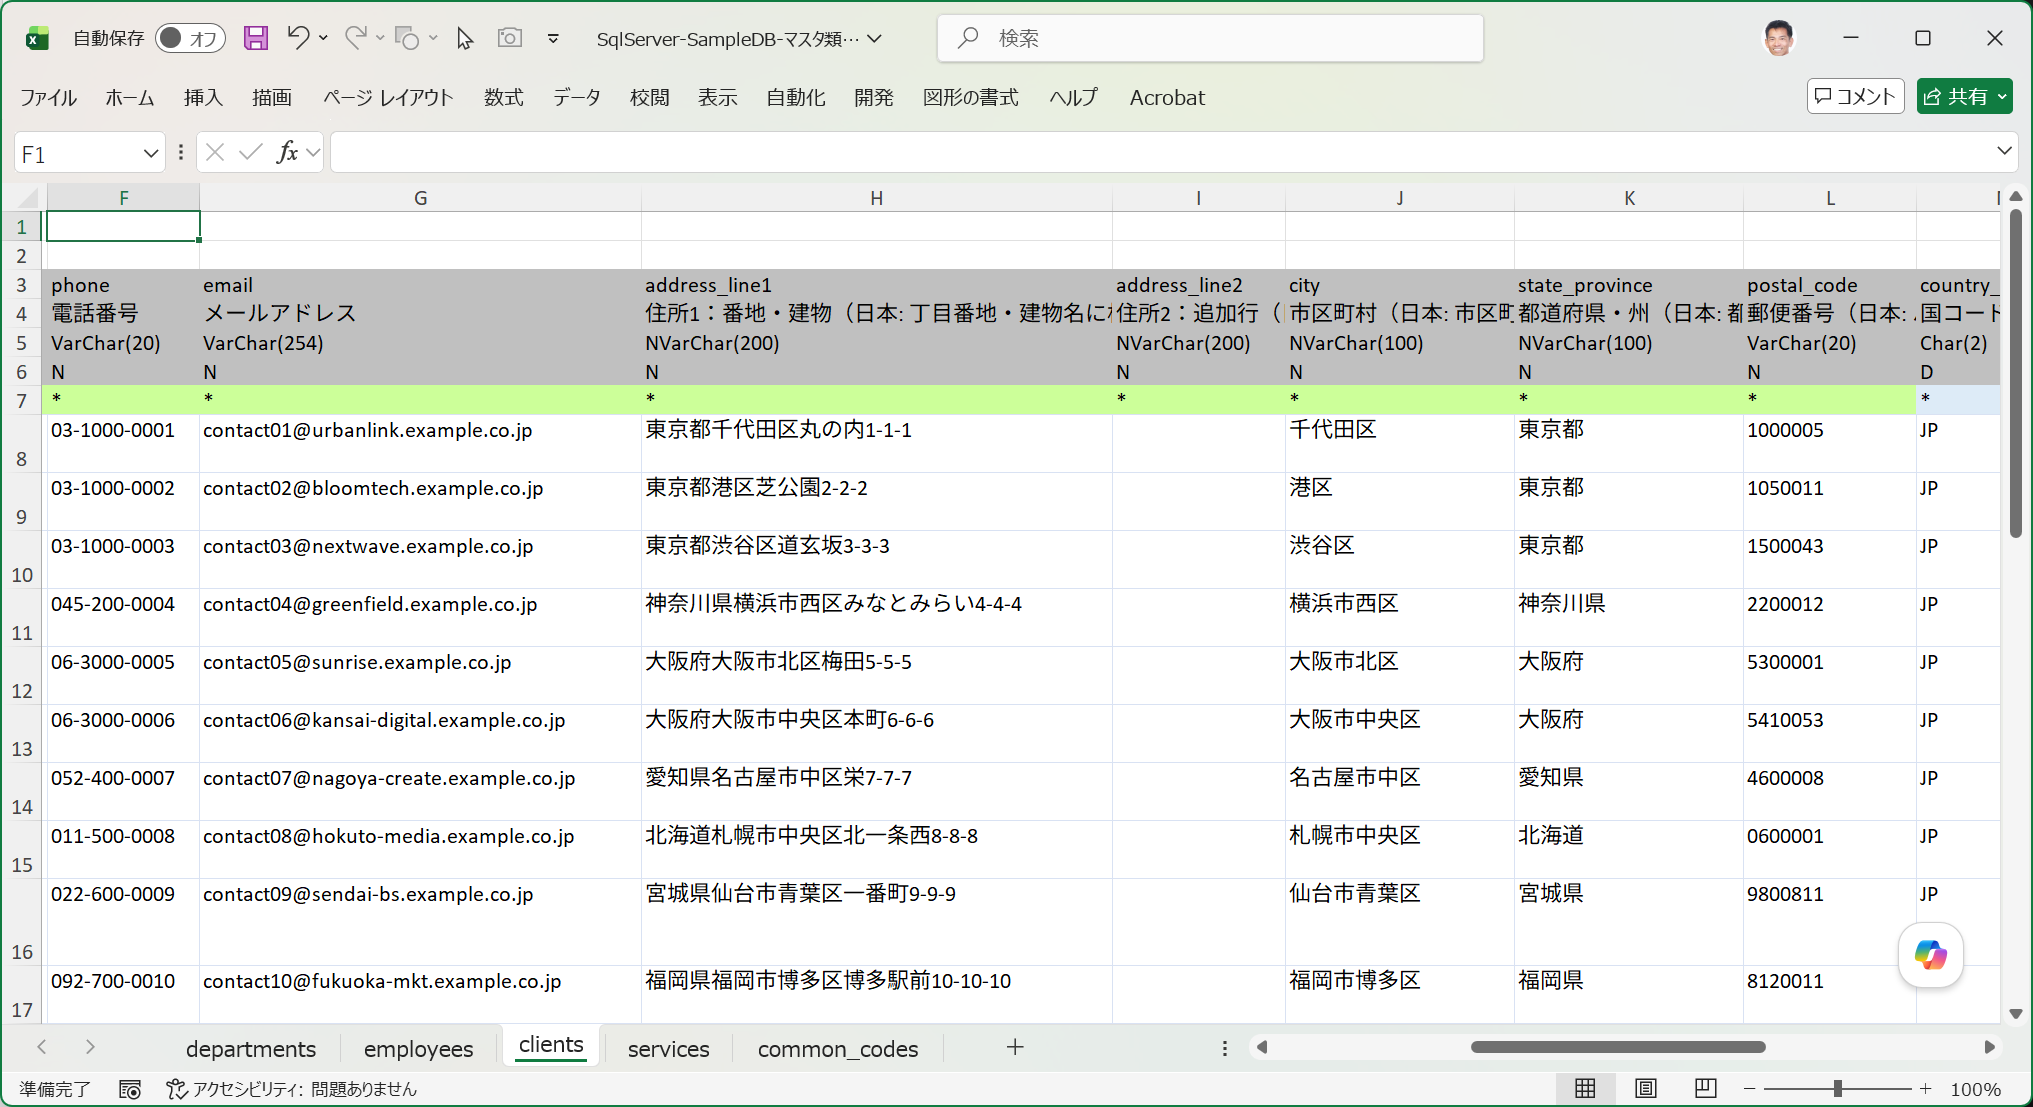 自動保存 オフ SqlServer-SampleDB-マスタ類… 検索
ファイル ホーム 挿入 描画 ページ レイアウト 数式 データ 校閲 表示 自動化 開発 図形の書式 ヘルプ Acrobat コメント 共有
F1 fx
F G H I J K L
1
2
3 phone email address_line1 address_line2 city state_province postal_code country_
4 電話番号 メールアドレス 住所1：番地・建物（日本: 丁目番地・建物名に 住所2：追加行（ 市区町村（日本: 市区町 都道府県・州（日本: 都 郵便番号（日本: 国コード
5 VarChar(20) VarChar(254) NVarChar(200) NVarChar(200) NVarChar(100) NVarChar(100) VarChar(20) Char(2)
6 N N N N N N N D
7 * * * * * * * *
8 03-1000-0001 contact01@urbanlink.example.co.jp 東京都千代田区丸の内1-1-1 千代田区 東京都 1000005 JP
9 03-1000-0002 contact02@bloomtech.example.co.jp 東京都港区芝公園2-2-2 港区 東京都 1050011 JP
10 03-1000-0003 contact03@nextwave.example.co.jp 東京都渋谷区道玄坂3-3-3 渋谷区 東京都 1500043 JP
11 045-200-0004 contact04@greenfield.example.co.jp 神奈川県横浜市西区みなとみらい4-4-4 横浜市西区 神奈川県 2200012 JP
12 06-3000-0005 contact05@sunrise.example.co.jp 大阪府大阪市北区梅田5-5-5 大阪市北区 大阪府 5300001 JP
13 06-3000-0006 contact06@kansai-digital.example.co.jp 大阪府大阪市中央区本町6-6-6 大阪市中央区 大阪府 5410053 JP
14 052-400-0007 contact07@nagoya-create.example.co.jp 愛知県名古屋市中区栄7-7-7 名古屋市中区 愛知県 4600008 JP
15 011-500-0008 contact08@hokuto-media.example.co.jp 北海道札幌市中央区北一条西8-8-8 札幌市中央区 北海道 0600001 JP
16 022-600-0009 contact09@sendai-bs.example.co.jp 宮城県仙台市青葉区一番町9-9-9 仙台市青葉区 宮城県 9800811 JP
17 092-700-0010 contact10@fukuoka-mkt.example.co.jp 福岡県福岡市博多区博多駅前10-10-10 福岡市博多区 福岡県 8120011
departments employees clients services common_codes
準備完了 アクセシビリティ: 問題ありません 100%